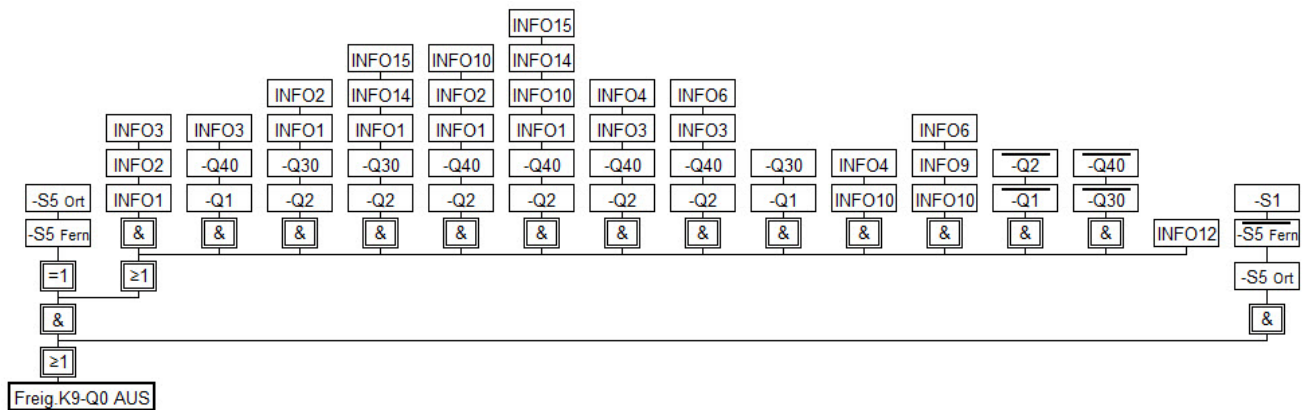 INFO15
INFO15 INFO10 INFO14
INFO2 INFO14 INFO2 INFO10 INFO4 INFO6
INFO3 INFO3 INFO1 INFO1 INFO1 INFO1 INFO3 INFO3 INFO6
INFO2 -Q40 -Q30 -Q30 -Q40 -Q40 -Q40 -Q40 -Q30 INFO4 INFO9 -Q2 -Q40
-S5 Ort INFO1 -Q1 -Q2 -Q2 -Q2 -Q2 -Q2 -Q2 -Q1 INFO10 INFO10 -Q1 -Q30 -S1
-S5 Fern & & & & & & & & & & & & & INFO12 -S5 Fern
=1 ≥1 -S5 Ort
& &
≥1
Freig.K9-Q0 AUS